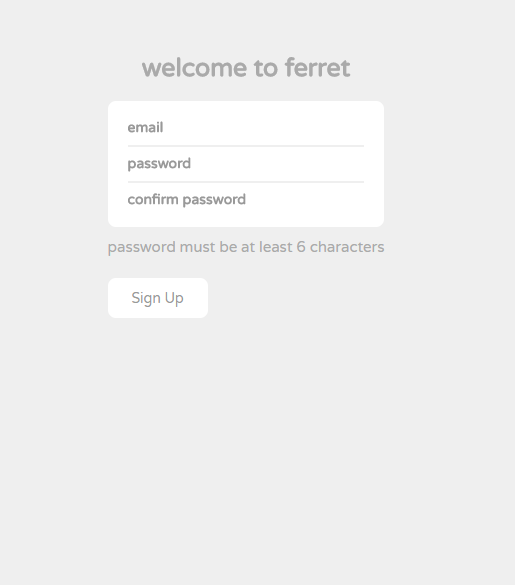 welcome to ferret
email
password
confirm password
password must be at least 6 characters
Sign Up